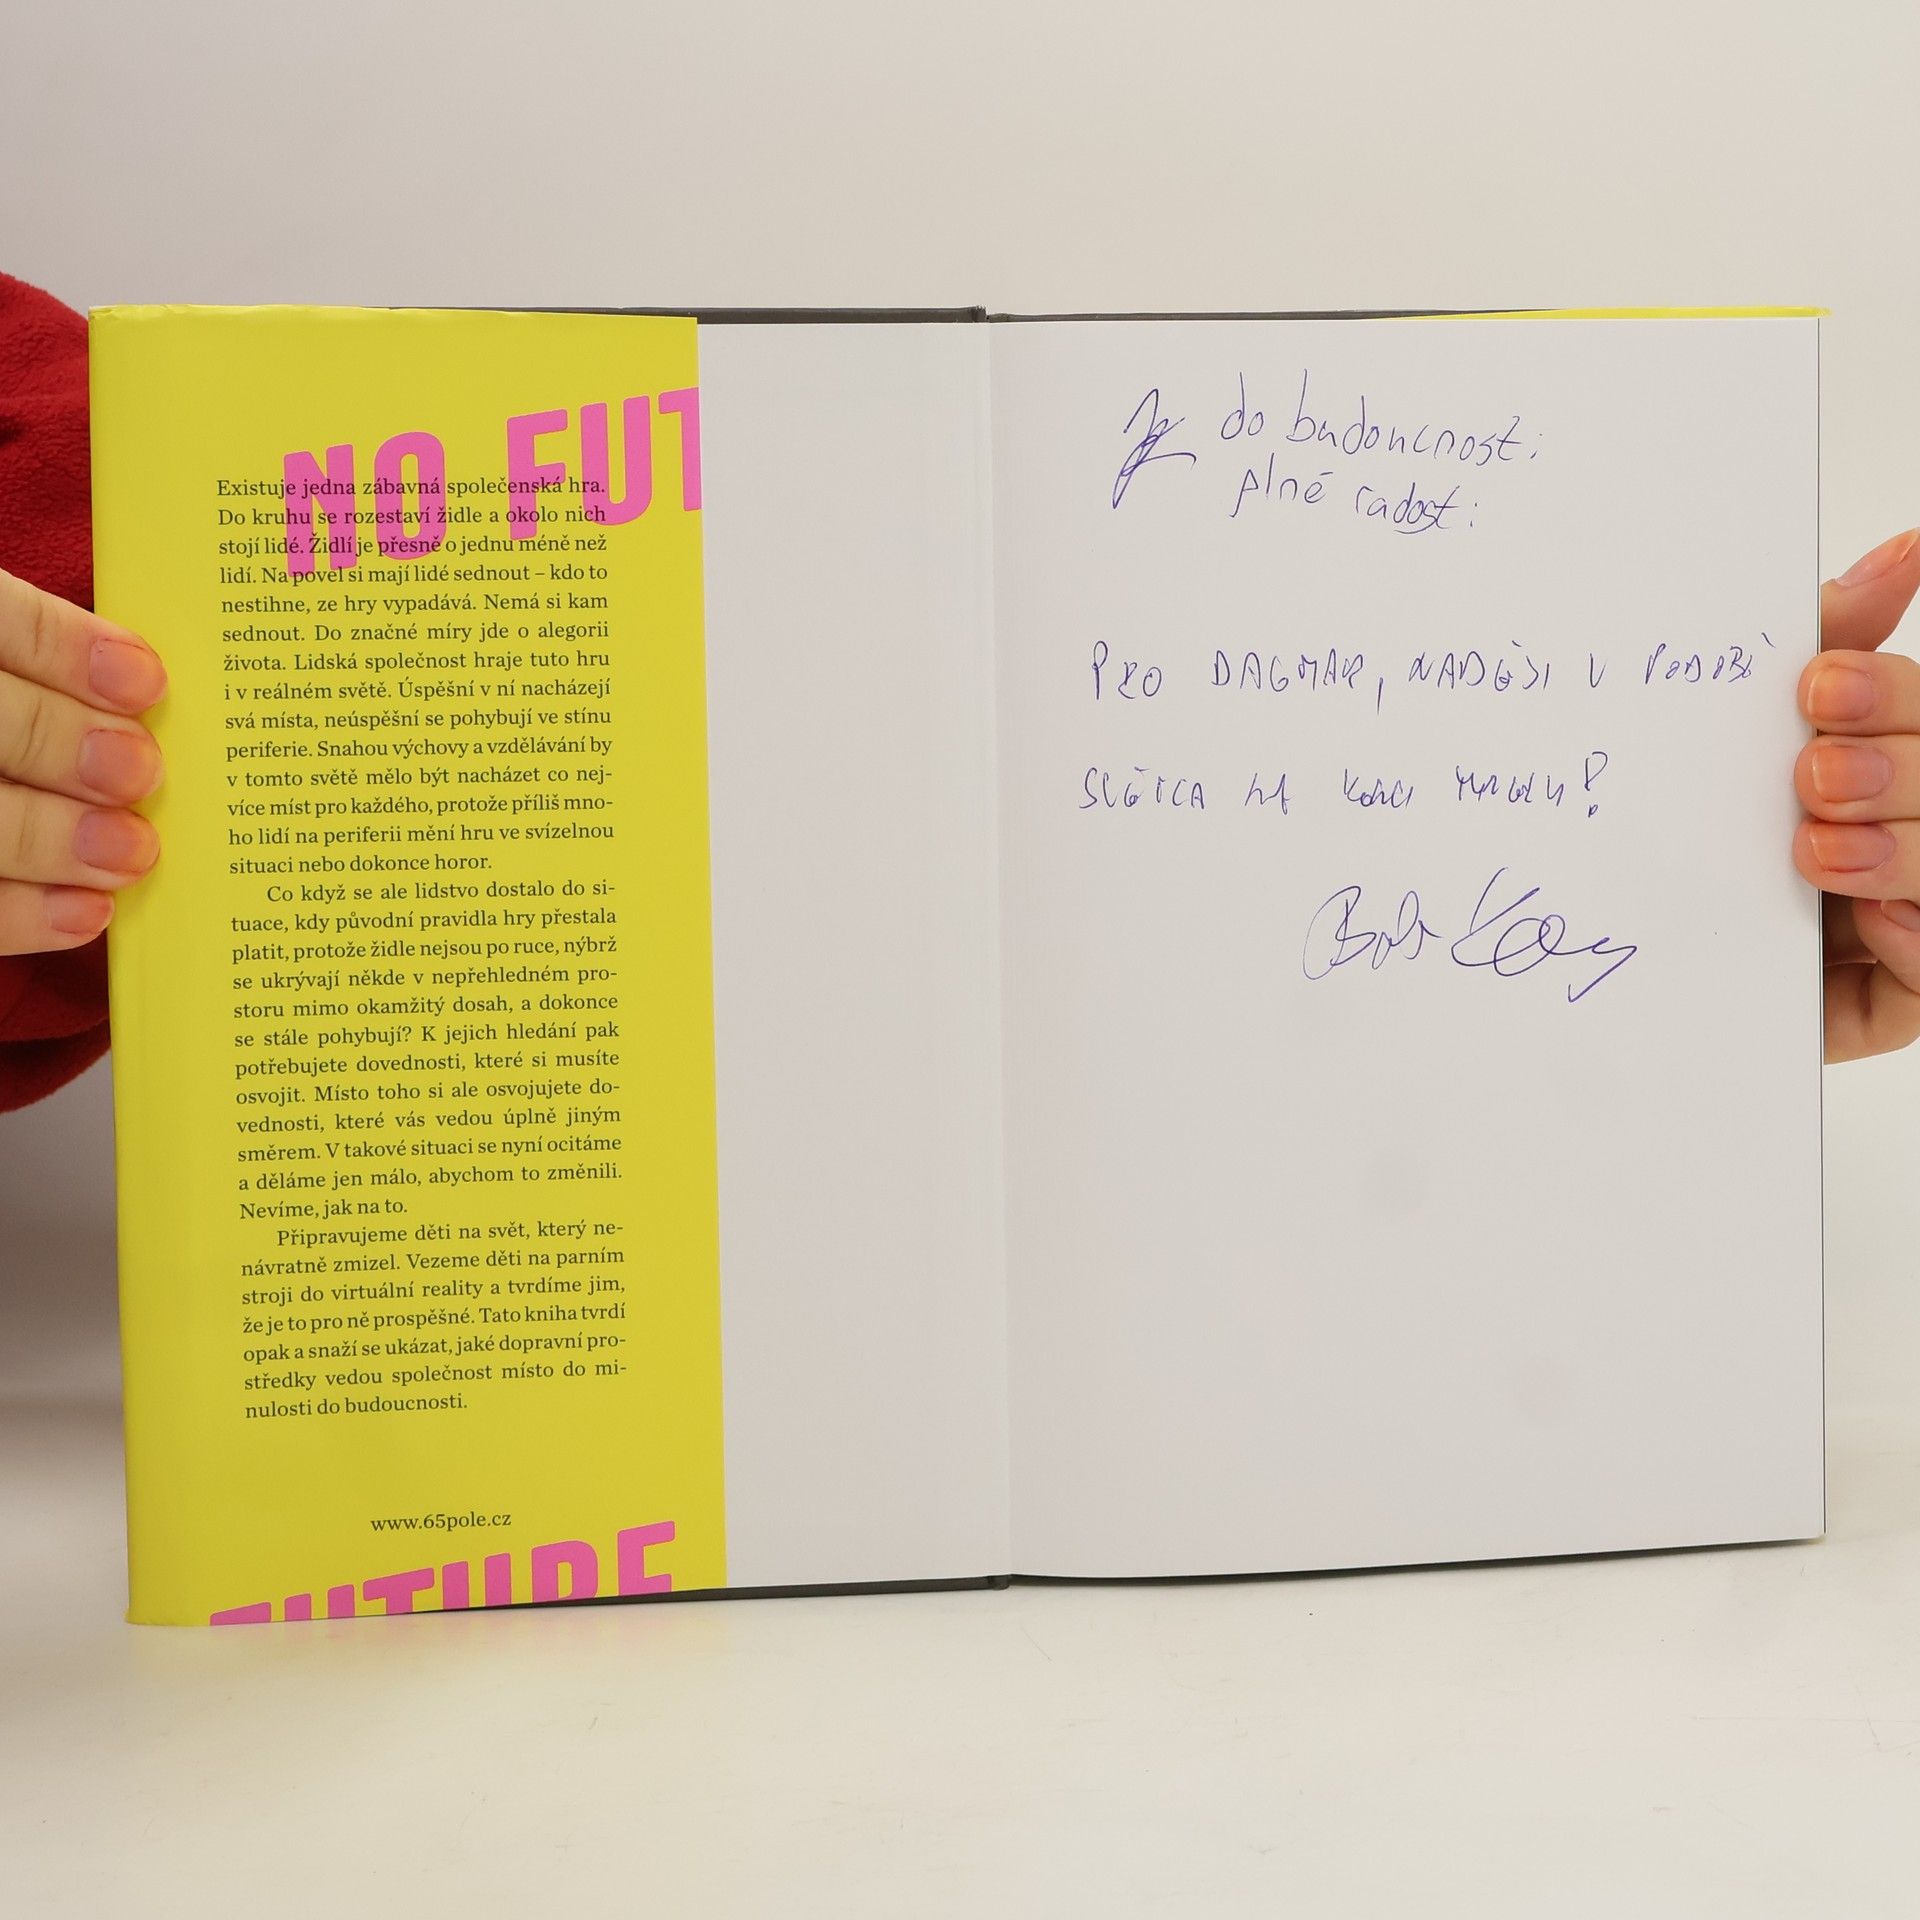 NO FUT
Existuje jedna zábavná společenská hra.
Do kruhu se rozestaví židle a okolo nich
stojí lidé. Židlí je přesně o jednu méně než
lidí. Na povel si mají lidé sednout – kdo to
nestihne, ze hry vypadává. Nemá si kam
sednout. Do značné míry jde o alegorii
života. Lidská společnost hraje tuto hru
i v reálném světě. Úspěšní v ní nacházejí
svá místa, neúspěšní se pohybují ve stínu
periferie. Snahou výchovy a vzdělávání by
v tomto světě mělo být nacházet co nej-
více míst pro každého, protože příliš mno-
ho lidí na periferii mění hru ve svízelnou
situaci nebo dokonce horor.
Co když se ale lidstvo dostalo do si-
tuace, kdy původní pravidla hry přestala
platit, protože židle nejsou po ruce, nýbrž
se ukrývají někde v nepřehledném pro-
storu mimo okamžitý dosah, a dokonce
se stále pohybují? K jejich hledání pak
potřebujete dovednosti, které si musíte
osvojit. Místo toho si ale osvojujete do-
vednosti, které vás vedou úplně jiným
směrem. V takové situaci se nyní ocitáme
a děláme jen málo, abychom to změnili.
Nevíme, jak na to.
Připravujeme děti na svět, který ne-
návratně zmizel. Vezeme děti na parním
stroji do virtuální reality a tvrdíme jim,
že je to pro ně prospěšné. Tato kniha tvrdí
opak a snaží se ukázat, jaké dopravní pro-
středky vedou společnost místo do mi-
nulosti do budoucnosti.
www.65pole.cz
FUTURE
do budoucnosti
plné radosti
PRO DAGMAR, NADĚJI V PODOBĚ
SVĚTLA NA KONCI TUNELU!